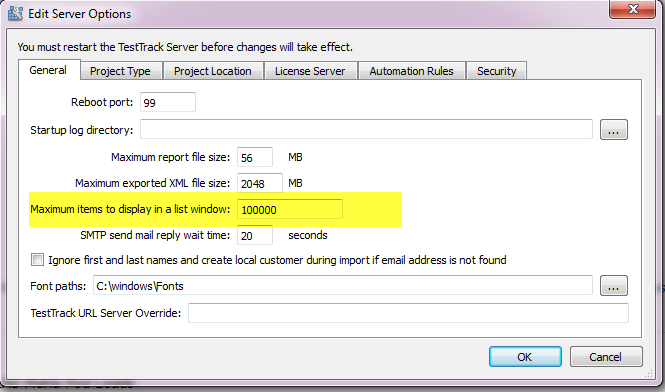 Edit Server Options
You must restart the TestTrack Server before changes will take effect.
General Project Type Project Location License Server Automation Rules Security
Reboot port: 99
Startup log directory: ...
Maximum report file size: 56 MB
Maximum exported XML file size: 2048 MB
Maximum items to display in a list window: 100000
SMTP send mail reply wait time: 20 seconds
Ignore first and last names and create local customer during import if email address is not found
Font paths: C:\windows\Fonts ...
TestTrack URL Server Override:
OK Cancel